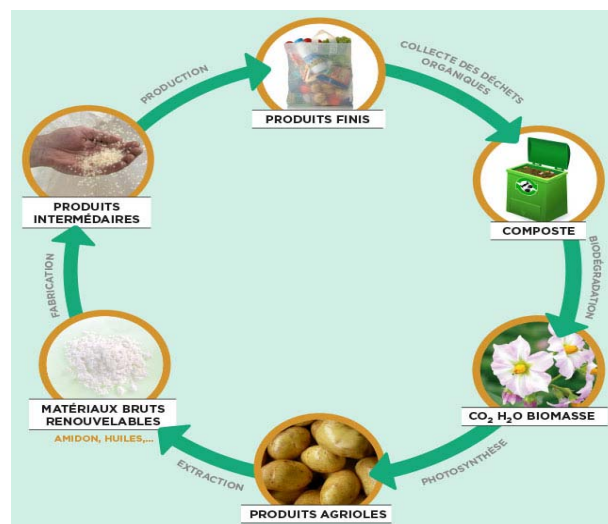 PRODUCTION
PRODUITS FINIS
COLLECTE DES DÉCHETS
ORGANIQUES
COMPOSTE
BIODÉGRADATION
CO₂ H₂O BIOMASSE
PHOTOSYNTHÈSE
PRODUITS AGRIOLES
EXTRACTION
MATÉRIAUX BRUTS
RENOUVELABLES
AMIDON, HUILES,...
FABRICATION
PRODUITS
INTERMÉDAIRES